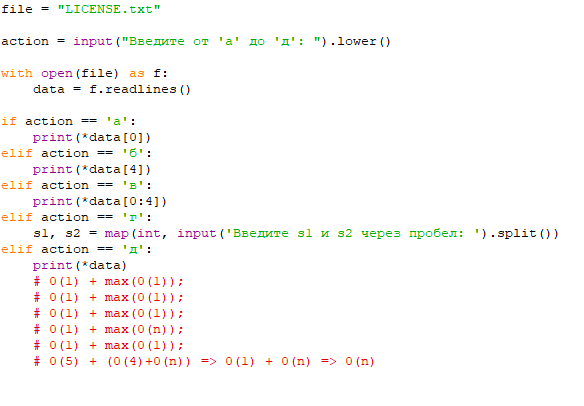 file = "LICENSE.txt"
action = input("Введите от 'а' до 'д': ").lower()
with open(file) as f:
    data = f.readlines()
if action == 'а':
    print(*data[0])
elif action == 'б':
    print(*data[4])
elif action == 'в':
    print(*data[0:4])
elif action == 'г':
    s1, s2 = map(int, input('Введите s1 и s2 через пробел: ').split())
elif action == 'д':
    print(*data)
    # O(1) + max(O(1));
    # O(1) + max(O(1));
    # O(1) + max(O(1));
    # O(1) + max(O(n));
    # O(1) + max(O(1));
    # O(5) + (O(4)+O(n)) => O(1) + O(n) => O(n)